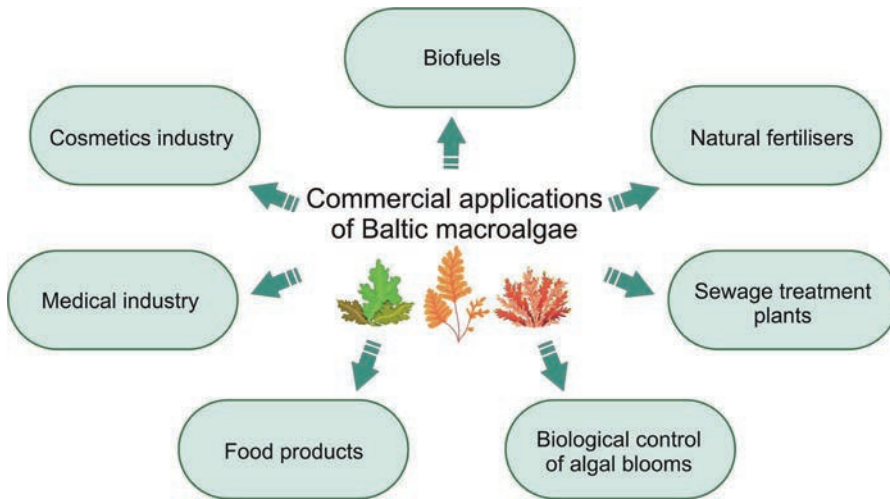 Biofuels
Cosmetics industry
Natural fertilisers
Commercial applications
of Baltic macroalgae
Medical industry
Sewage treatment
plants
Food products
Biological control
of algal blooms